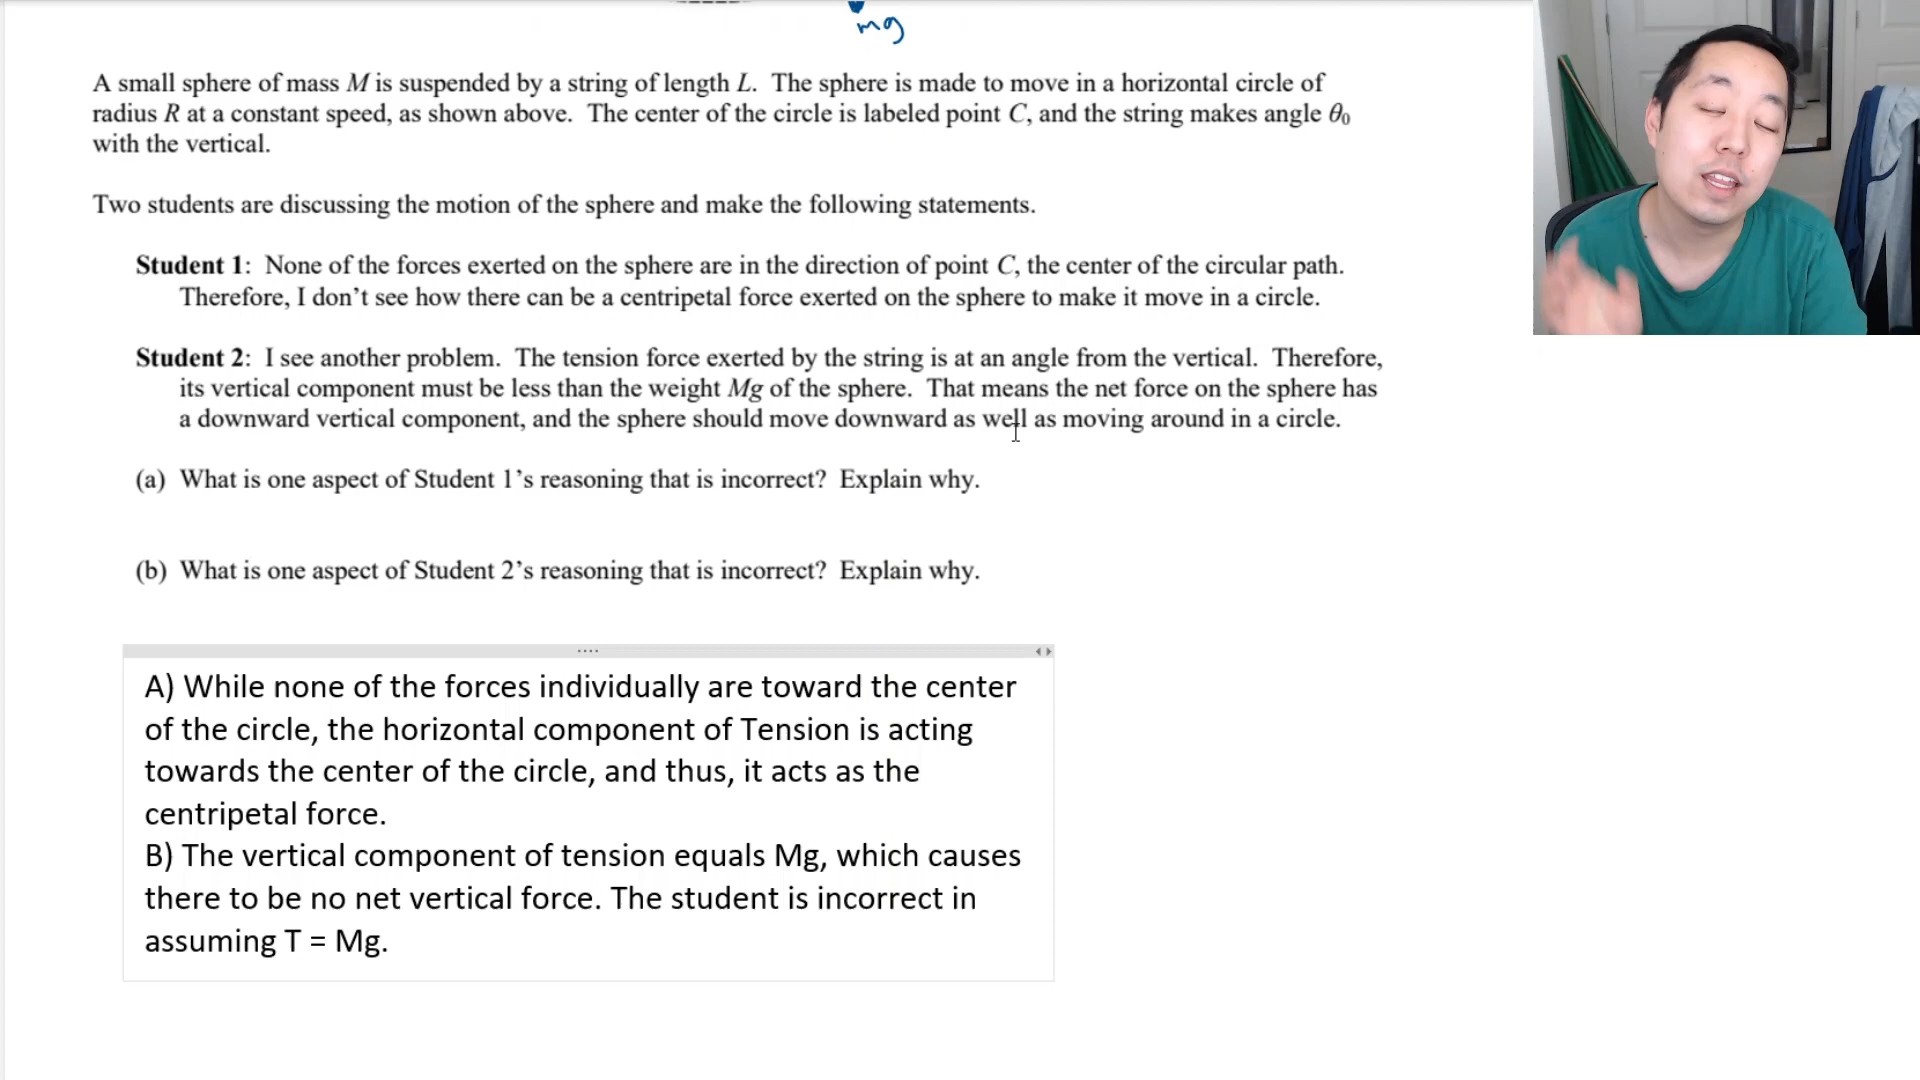 mg
A small sphere of mass M is suspended by a string of length L. The sphere is made to move in a horizontal circle of
radius R at a constant speed, as shown above. The center of the circle is labeled point C, and the string makes angle θ₀
with the vertical.
Two students are discussing the motion of the sphere and make the following statements.
Student 1: None of the forces exerted on the sphere are in the direction of point C, the center of the circular path.
Therefore, I don’t see how there can be a centripetal force exerted on the sphere to make it move in a circle.
Student 2: I see another problem. The tension force exerted by the string is at an angle from the vertical. Therefore,
its vertical component must be less than the weight Mg of the sphere. That means the net force on the sphere has
a downward vertical component, and the sphere should move downward as well as moving around in a circle.
(a) What is one aspect of Student 1’s reasoning that is incorrect? Explain why.
(b) What is one aspect of Student 2’s reasoning that is incorrect? Explain why.
A) While none of the forces individually are toward the center
of the circle, the horizontal component of Tension is acting
towards the center of the circle, and thus, it acts as the
centripetal force.
B) The vertical component of tension equals Mg, which causes
there to be no net vertical force. The student is incorrect in
assuming T = Mg.